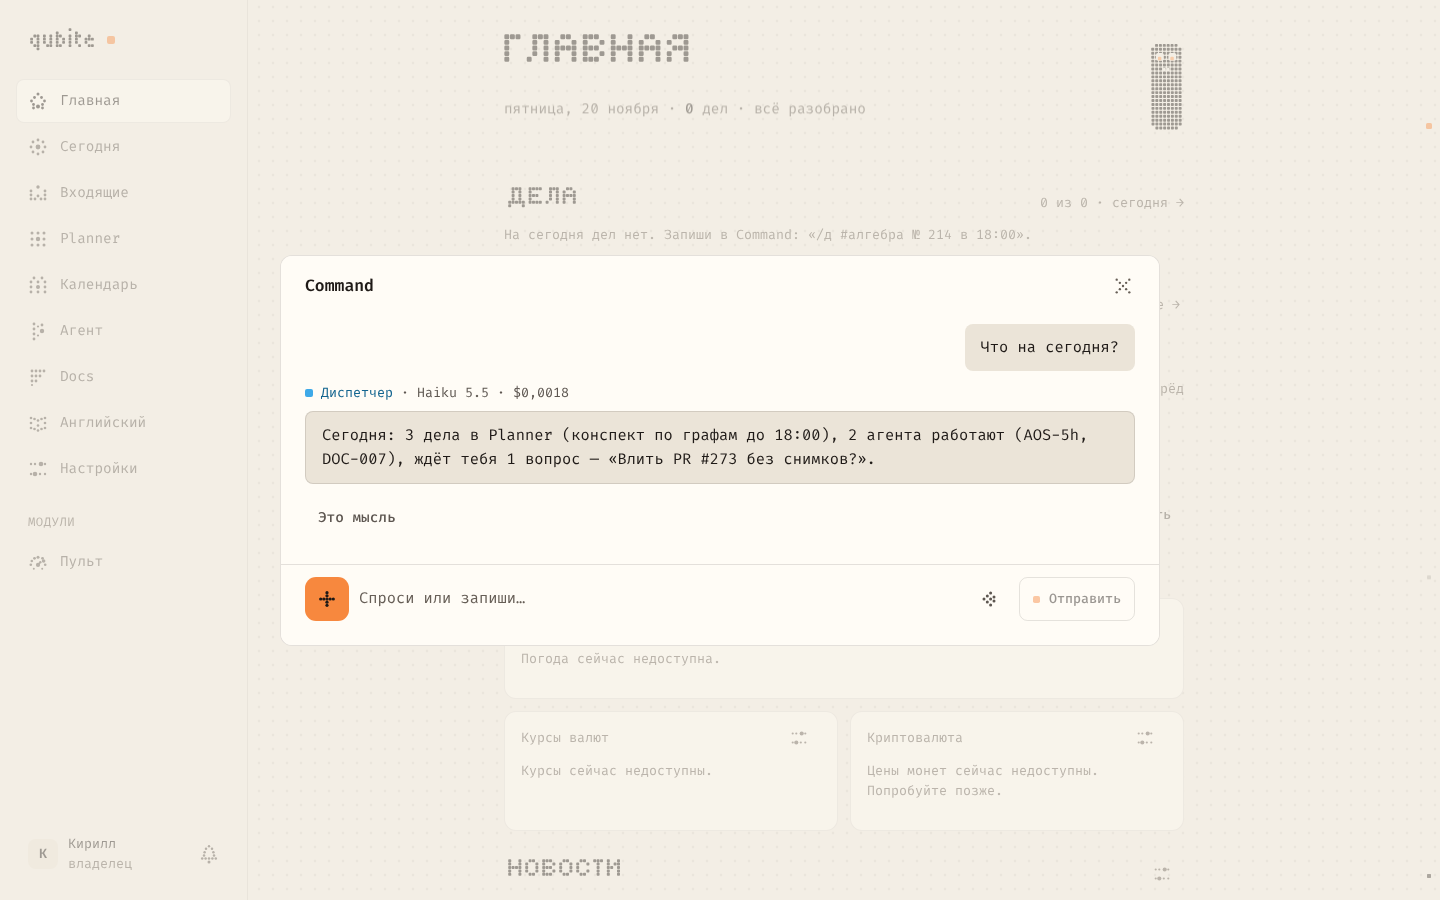 qubite
Главная
Сегодня
Входящие
Planner
Календарь
Агент
Docs
Английский
Настройки
МОДУЛИ
Пульт
К
Кирилл
владелец
ГЛАВНАЯ
пятница, 20 ноября · 0 дел · всё разобрано
ДЕЛА
0 из 0 · сегодня →
На сегодня дел нет. Запиши в Command: «/д #алгебра № 214 в 18:00».
Command
Что на сегодня?
Диспетчер · Haiku 5.5 · $0,0018
Сегодня: 3 дела в Planner (конспект по графам до 18:00), 2 агента работают (AOS-5h,
DOC-007), ждёт тебя 1 вопрос — «Влить PR #273 без снимков?».
Это мысль
Спроси или запиши…
Отправить
Погода сейчас недоступна.
Курсы валют
Курсы сейчас недоступны.
Криптовалюта
Цены монет сейчас недоступны.
Попробуйте позже.
НОВОСТИ